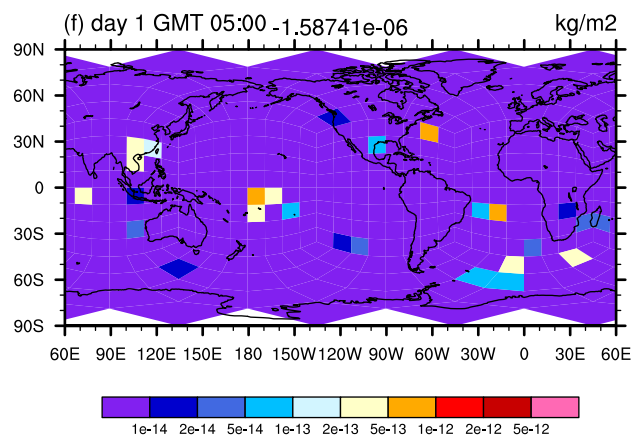 (f) day 1 GMT 05:00 -1.58741e-06 kg/m2
90N
60N
30N
0
30S
60S
90S
60E 90E 120E 150E 180E 150W 120W 90W 60W 30W 0 30E 60E
1e-14 2e-14 5e-14 1e-13 2e-13 5e-13 1e-12 2e-12 5e-12